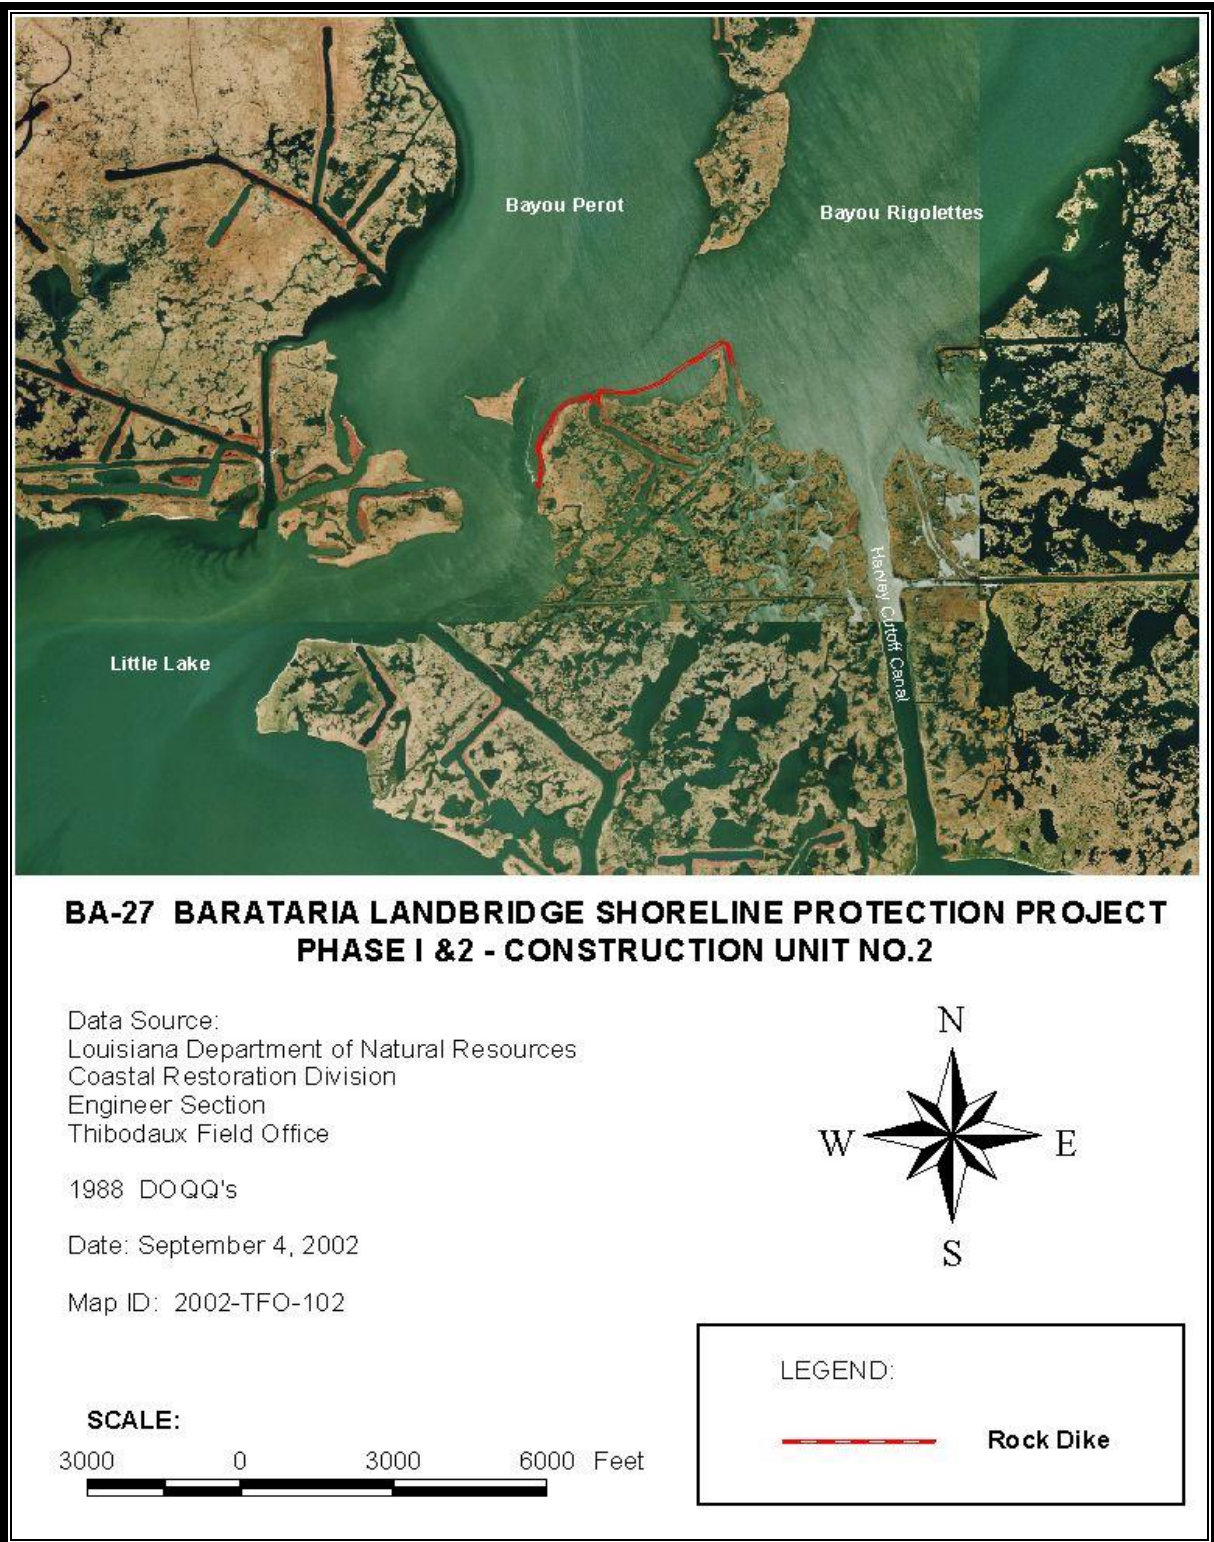 Bayou Perot
Bayou Rigolettes
Harvey Cutoff Canal
Little Lake
BA-27 BARATARIA LANDBRIDGE SHORELINE PROTECTION PROJECT
PHASE I &2 - CONSTRUCTION UNIT NO.2
Data Source:
Louisiana Department of Natural Resources
Coastal Restoration Division
Engineer Section
Thibodaux Field Office
1988 DOQQ's
Date: September 4, 2002
Map ID: 2002-TFO-102
N
W
E
S
SCALE:
3000 0 3000 6000 Feet
LEGEND:
Rock Dike